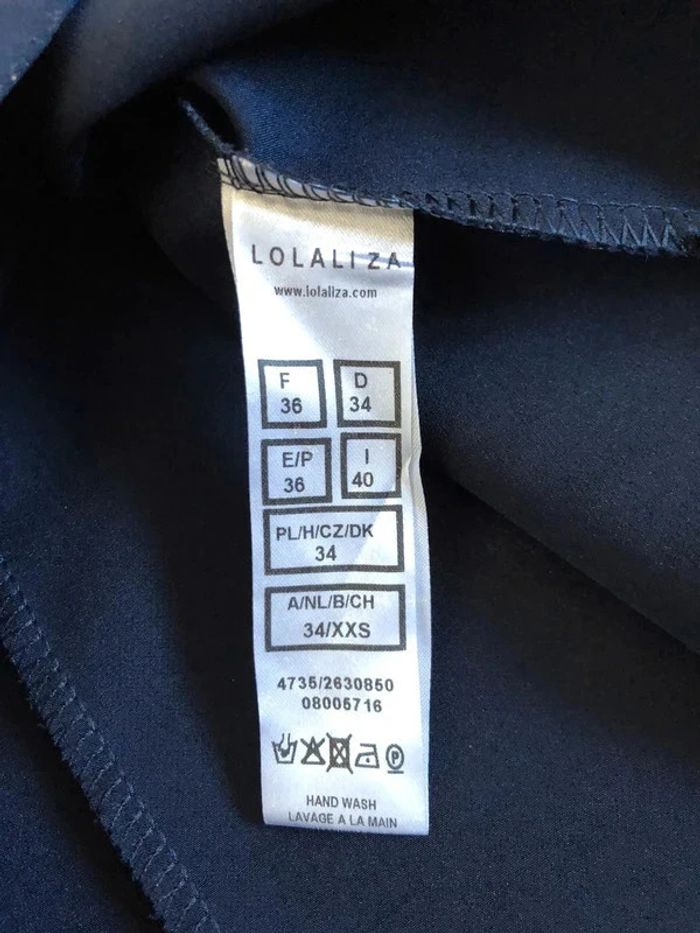 LOLALIZA
www.lolaliza.com
F D
36 34
E/P I
36 40
PL/H/CZ/DK
34
A/NL/B/CH
34/XXS
4735/2630850
08005716
P
HAND WASH
LAVAGE A LA MAIN